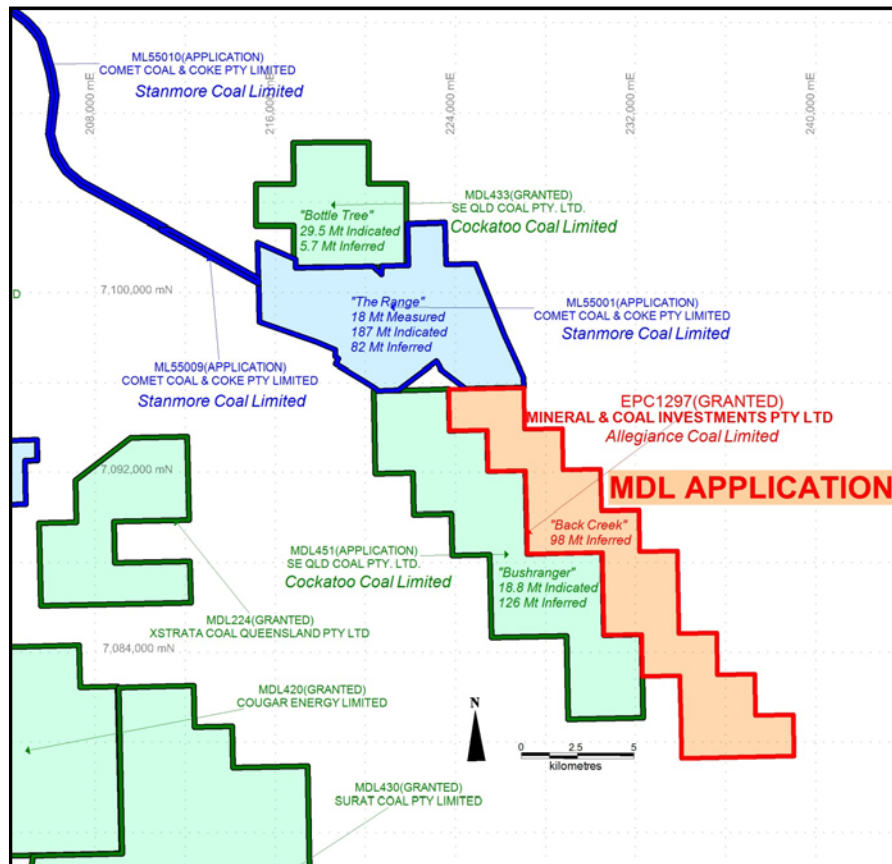 ML55010(APPLICATION)
COMET COAL & COKE PTY LIMITED
Stanmore Coal Limited
208,000 mE
216,000 mE
224,000 mE
232,000 mE
240,000 mE
MDL433(GRANTED)
SE QLD COAL PTY. LTD.
Cockatoo Coal Limited
"Bottle Tree"
29.5 Mt Indicated
5.7 Mt Inferred
D
7,100,000 mN
"The Range"
18 Mt Measured
187 Mt Indicated
82 Mt Inferred
ML55001(APPLICATION)
COMET COAL & COKE PTY LIMITED
Stanmore Coal Limited
ML55009(APPLICATION)
COMET COAL & COKE PTY LIMITED
Stanmore Coal Limited
EPC1297(GRANTED)
MINERAL & COAL INVESTMENTS PTY LTD
Allegiance Coal Limited
7,092,000 mN
MDL APPLICATION
"Back Creek"
98 Mt Inferred
MDL451(APPLICATION)
SE QLD COAL PTY. LTD.
Cockatoo Coal Limited
"Bushranger"
18.8 Mt Indicated
126 Mt Inferred
MDL224(GRANTED)
XSTRATA COAL QUEENSLAND PTY LTD
7,084,000 mN
MDL420(GRANTED)
COUGAR ENERGY LIMITED
N
0 2.5 5
kilometres
MDL430(GRANTED)
SURAT COAL PTY LIMITED